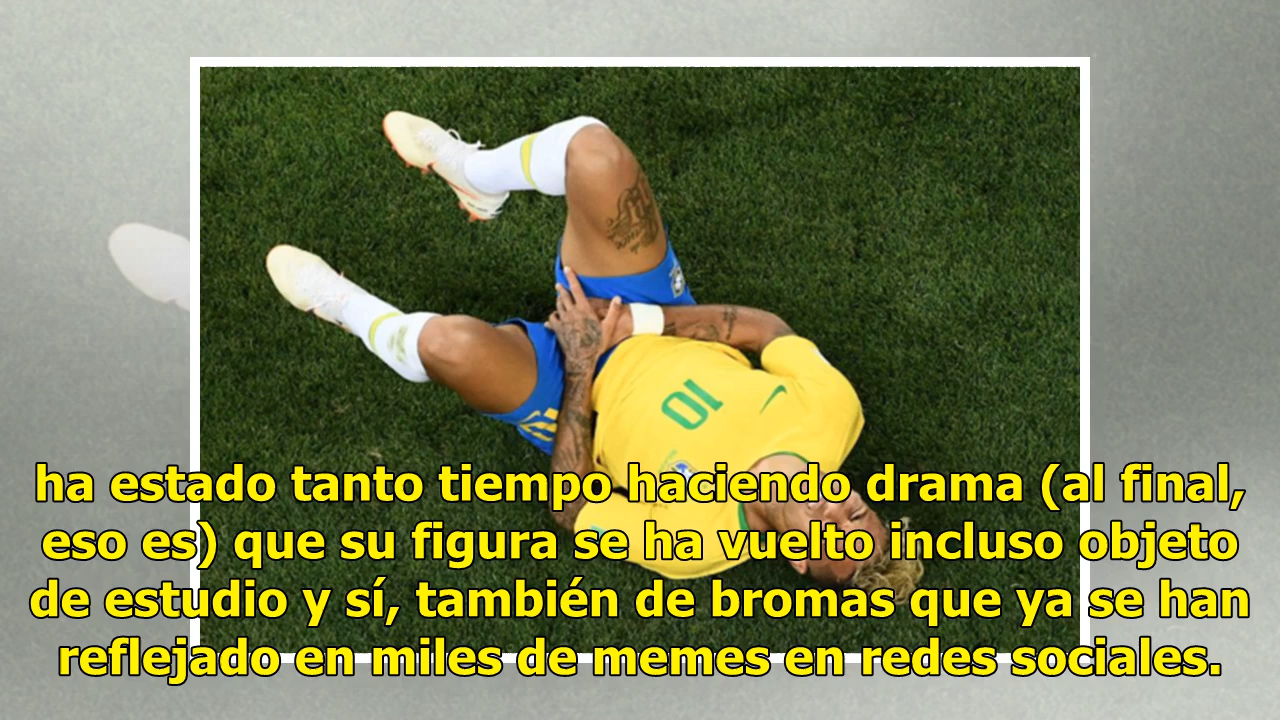 10
ha estado tanto tiempo haciendo drama (al final,
eso es) que su figura se ha vuelto incluso objeto
de estudio y sí, también de bromas que ya se han
reflejado en miles de memes en redes sociales.